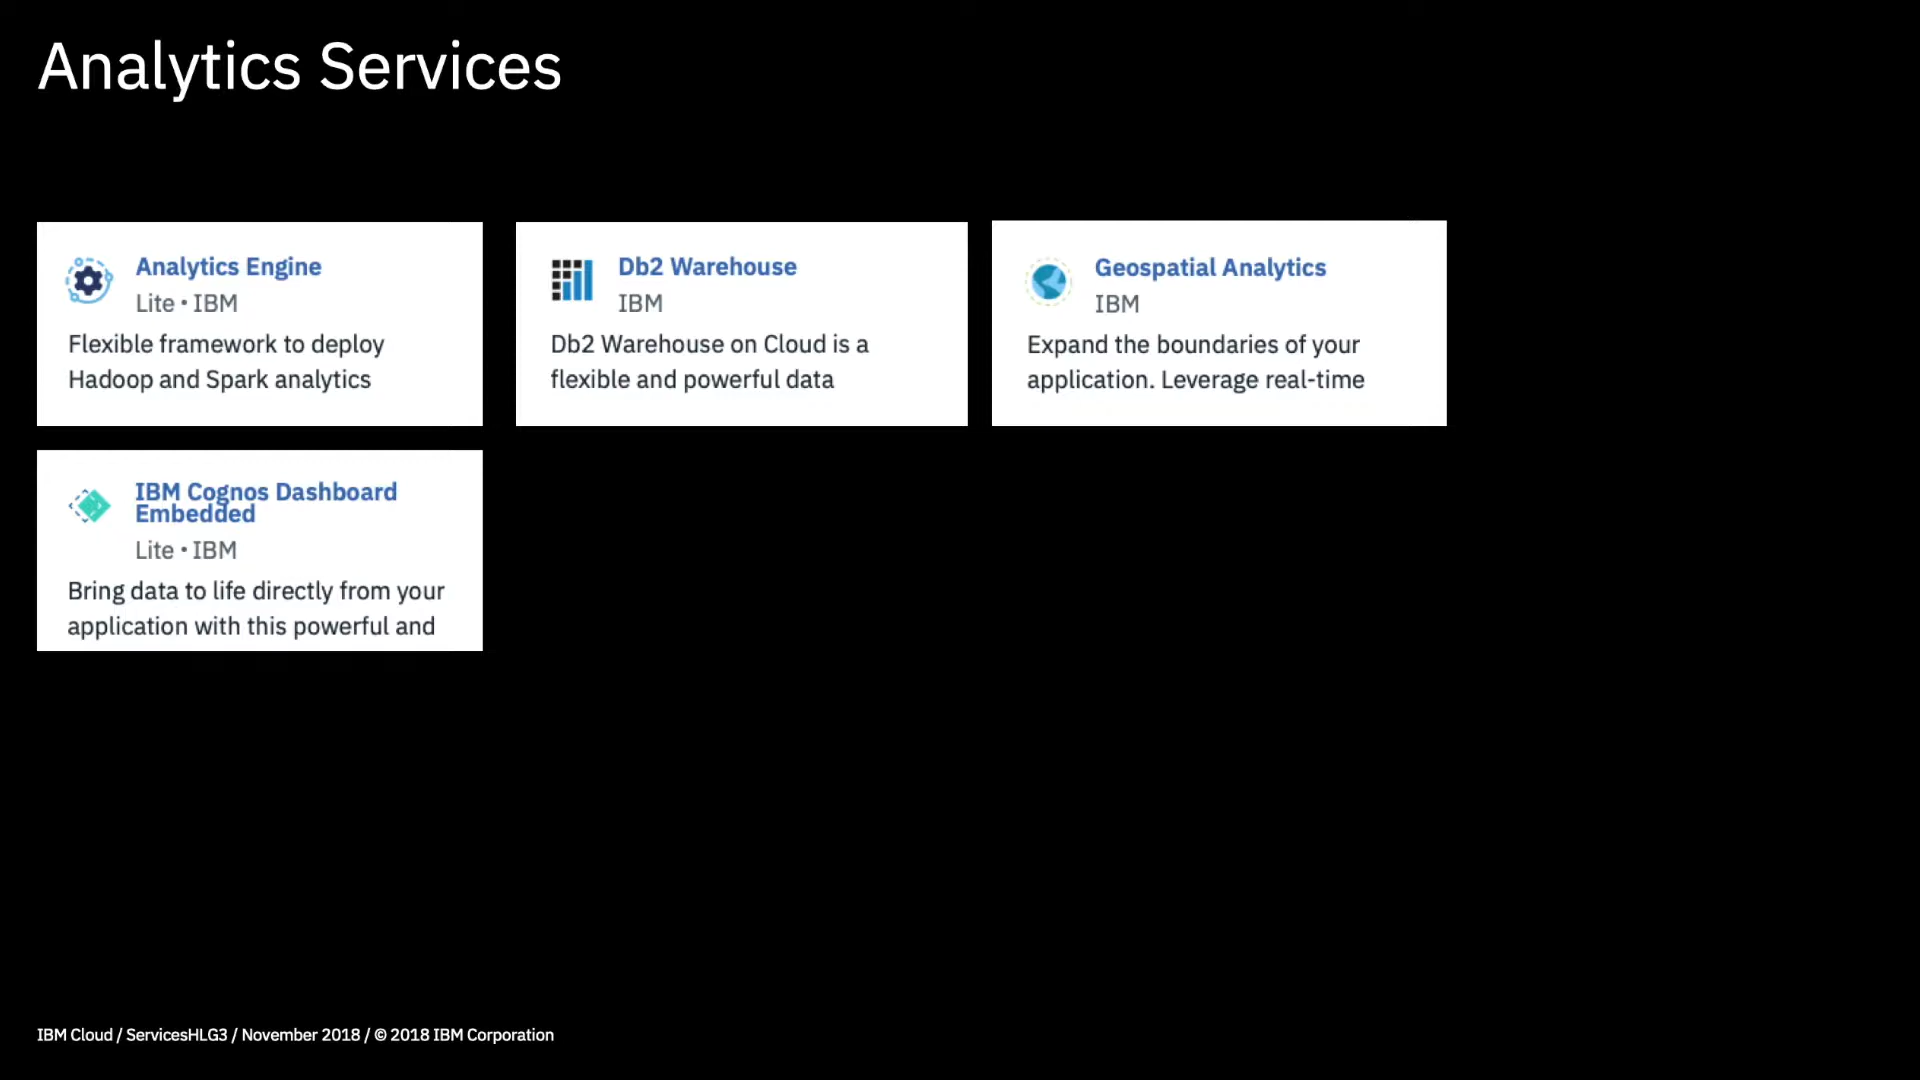 Analytics Services
Analytics Engine
Lite • IBM
Flexible framework to deploy
Hadoop and Spark analytics
Db2 Warehouse
IBM
Db2 Warehouse on Cloud is a
flexible and powerful data
Geospatial Analytics
IBM
Expand the boundaries of your
application. Leverage real-time
IBM Cognos Dashboard
Embedded
Lite • IBM
Bring data to life directly from your
application with this powerful and
IBM Cloud / ServicesHLG3 / November 2018 / © 2018 IBM Corporation